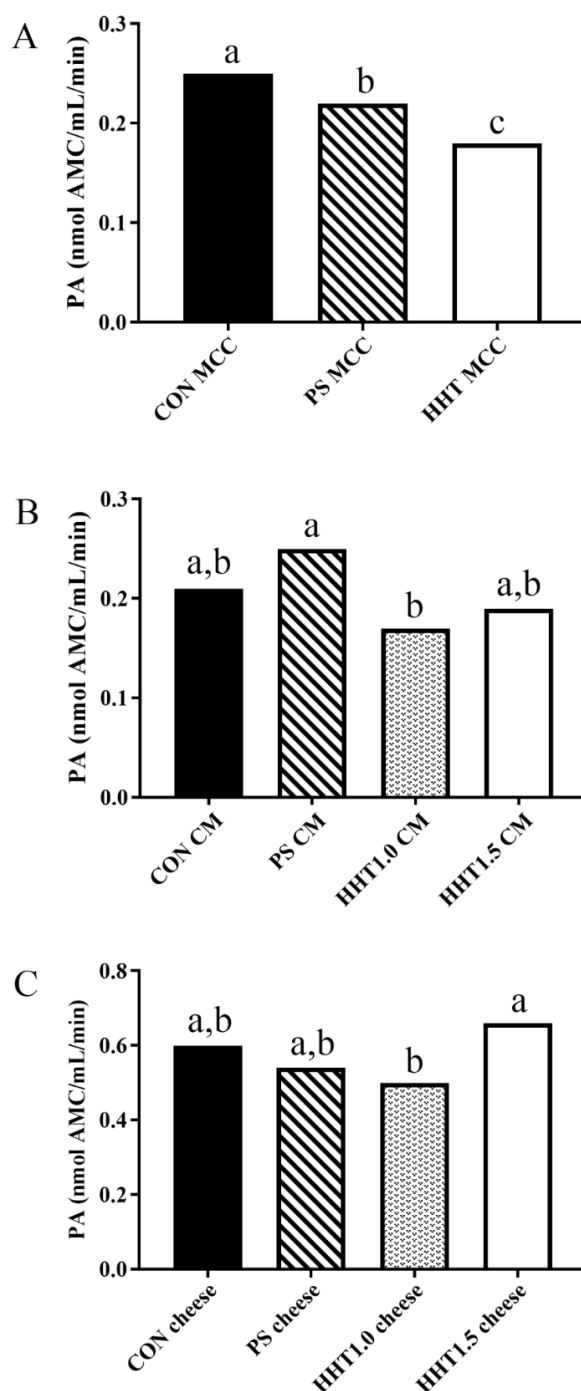 A
PA (nmol AMC/mL/min)
0.3
0.2
0.1
0.0
a
b
c
CON MCC
PS MCC
HHT MCC
B
PA (nmol AMC/mL/min)
0.3
0.2
0.1
0.0
a,b
a
b
a,b
CON CM
PS CM
HHT1.0 CM
HHT1.5 CM
C
PA (nmol AMC/mL/min)
0.8
0.6
0.4
0.2
0.0
a,b
a,b
b
a
CON cheese
PS cheese
HHT1.0 cheese
HHT1.5 cheese